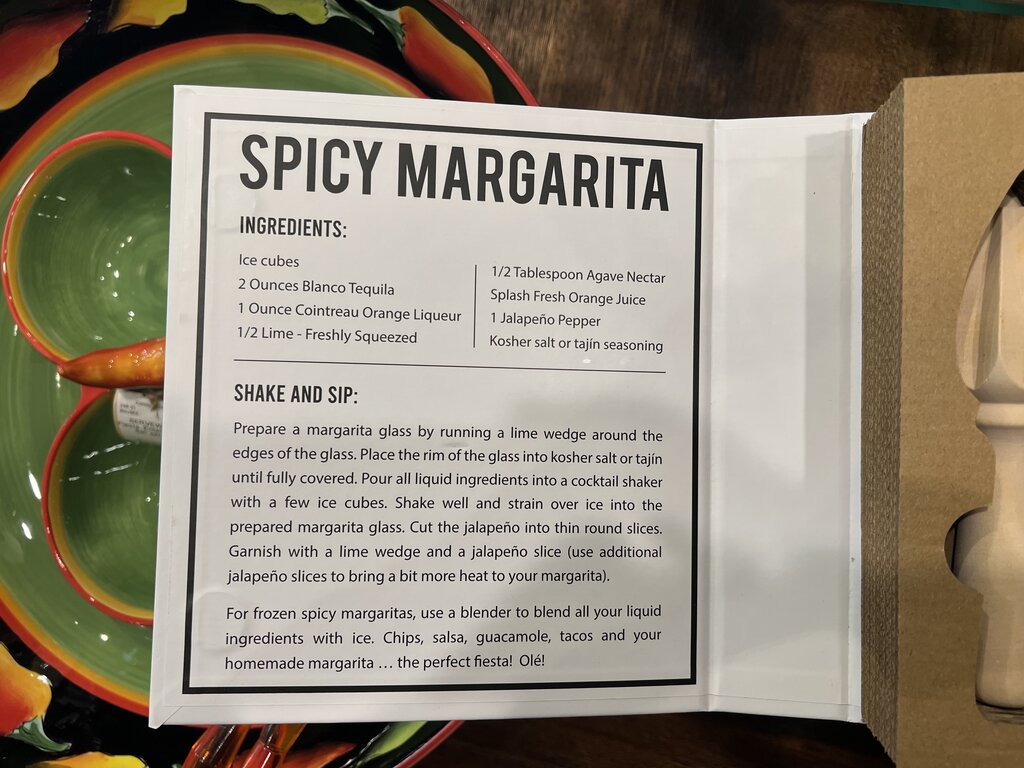 SPICY MARGARITA
INGREDIENTS:
Ice cubes
2 Ounces Blanco Tequila
1 Ounce Cointreau Orange Liqueur
1/2 Lime - Freshly Squeezed
1/2 Tablespoon Agave Nectar
Splash Fresh Orange Juice
1 Jalapeño Pepper
Kosher salt or tajín seasoning
SHAKE AND SIP:
Prepare a margarita glass by running a lime wedge around the
edges of the glass. Place the rim of the glass into kosher salt or tajín
until fully covered. Pour all liquid ingredients into a cocktail shaker
with a few ice cubes. Shake well and strain over ice into the
prepared margarita glass. Cut the jalapeño into thin round slices.
Garnish with a lime wedge and a jalapeño slice (use additional
jalapeño slices to bring a bit more heat to your margarita).
For frozen spicy margaritas, use a blender to blend all your liquid
ingredients with ice. Chips, salsa, guacamole, tacos and your
homemade margarita … the perfect fiesta! Olé!